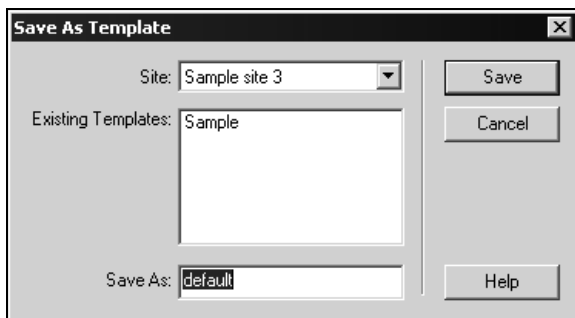 Save As Template
Site: Sample site 3
Save
Existing Templates: Sample
Cancel
Save As: default
Help